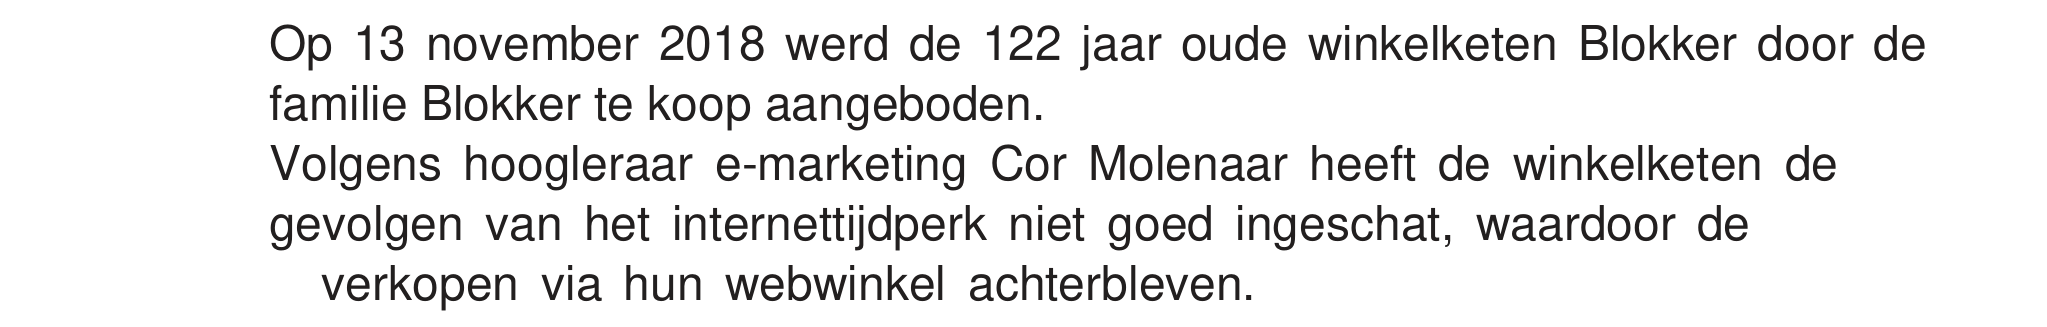 Op 13 november 2018 werd de 122 jaar oude winkelketen Blokker door de
familie Blokker te koop aangeboden.
Volgens hoogleraar e-marketing Cor Molenaar heeft de winkelketen de
gevolgen van het internettijdperk niet goed ingeschat, waardoor de
verkopen via hun webwinkel achterbleven.